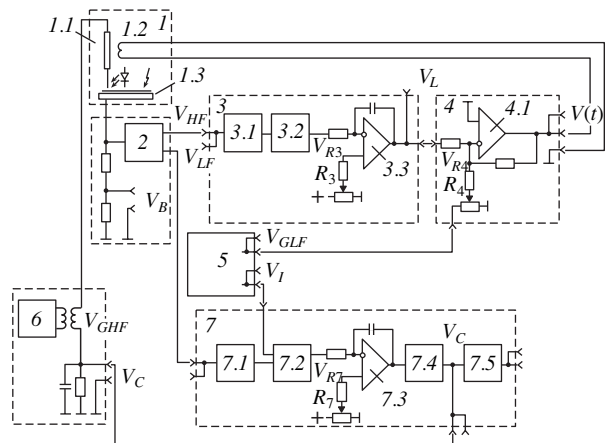 1.1
1.2
1
1.3
V_HF
V_LF
2
V_B
3
3.1
3.2
V_R3
R_3
3.3
+
V_L
4
4.1
V(t)
V_R4
R_4
+
5
V_GLF
V_I
6
V_GHF
V_C
7
7.1
7.2
V_R7
R_7
7.3
+
7.4
V_C
7.5